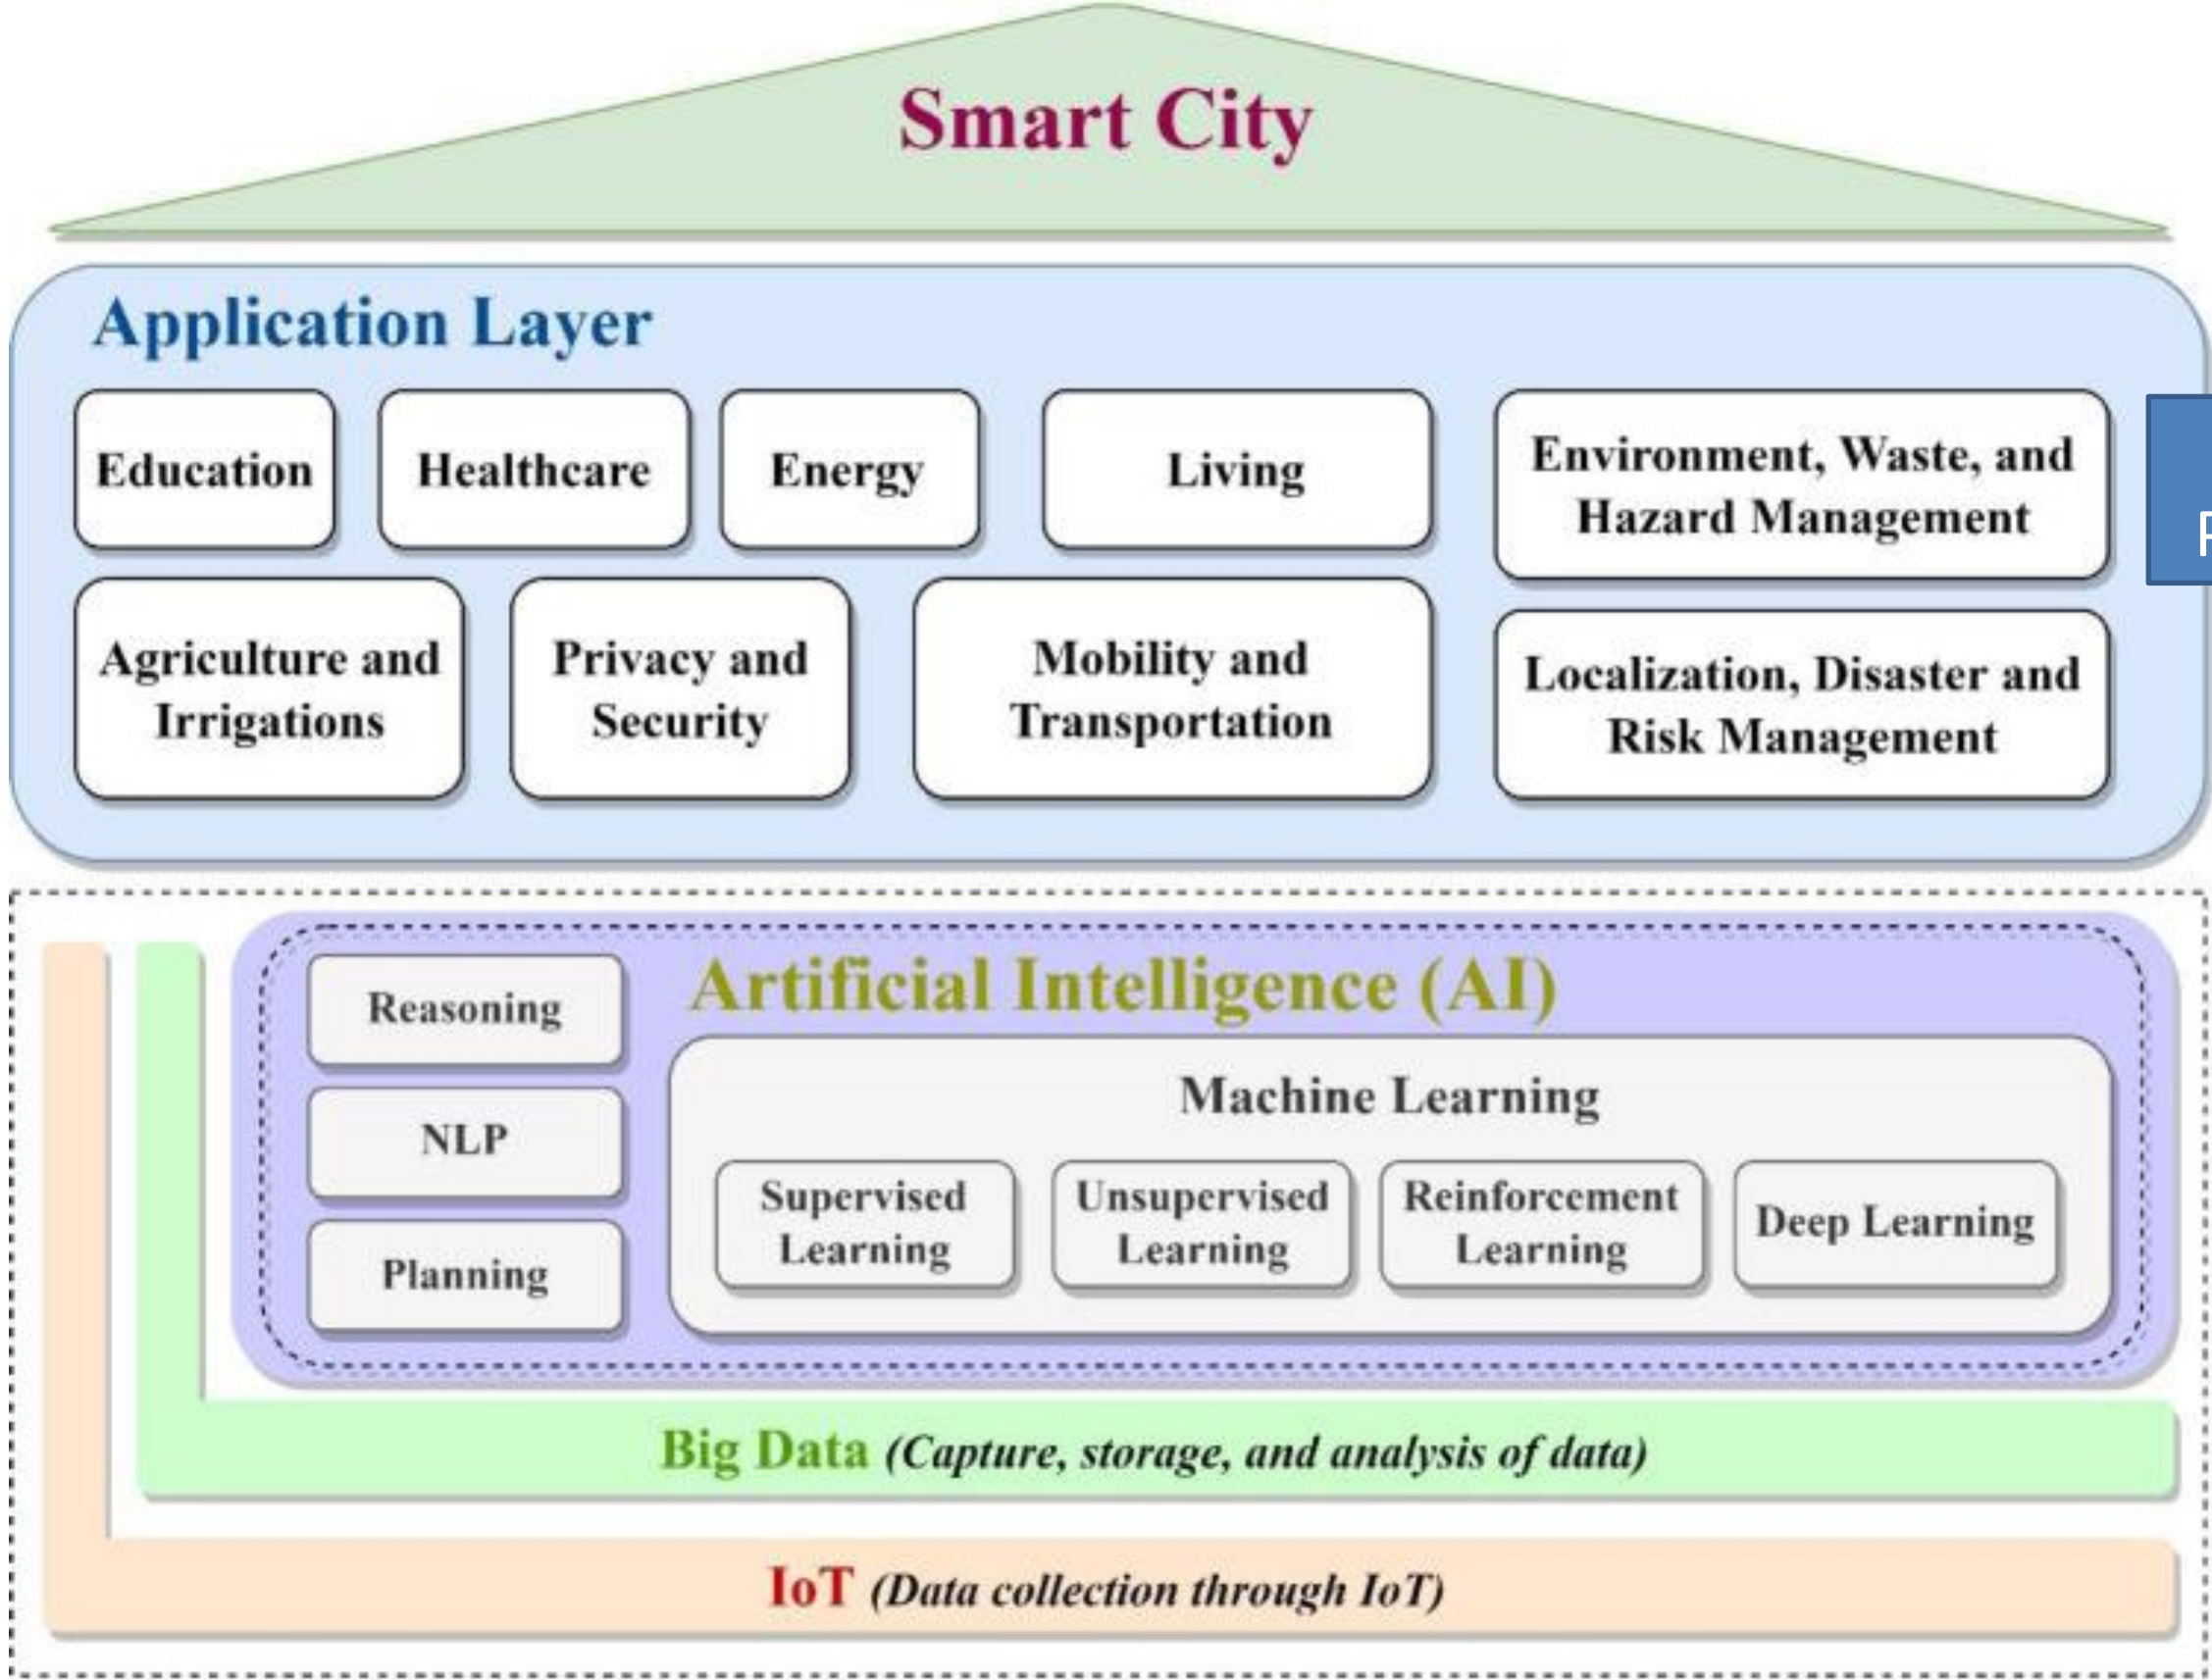 Smart City
Application Layer
Education
Healthcare
Energy
Living
Environment, Waste, and
Hazard Management
Agriculture and
Irrigations
Privacy and
Security
Mobility and
Transportation
Localization, Disaster and
Risk Management
Artificial Intelligence (AI)
Reasoning
NLP
Planning
Machine Learning
Supervised
Learning
Unsupervised
Learning
Reinforcement
Learning
Deep Learning
Big Data (Capture, storage, and analysis of data)
IoT (Data collection through IoT)